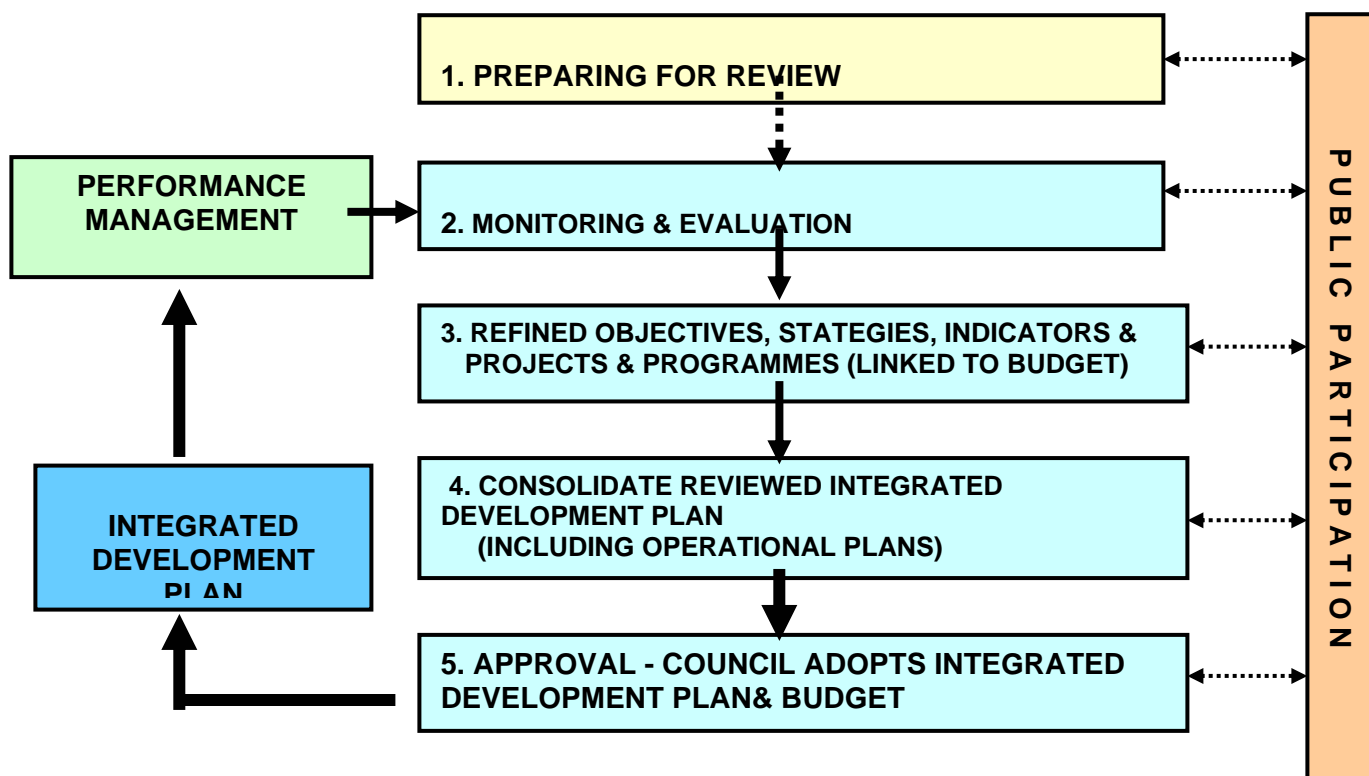 1. PREPARING FOR REVIEW
PERFORMANCE
MANAGEMENT
2. MONITORING & EVALUATION
3. REFINED OBJECTIVES, STATEGIES, INDICATORS &
PROJECTS & PROGRAMMES (LINKED TO BUDGET)
4. CONSOLIDATE REVIEWED INTEGRATED
DEVELOPMENT PLAN
(INCLUDING OPERATIONAL PLANS)
INTEGRATED
DEVELOPMENT
PLAN
5. APPROVAL - COUNCIL ADOPTS INTEGRATED
DEVELOPMENT PLAN& BUDGET
PUBLIC PARTICIPATION